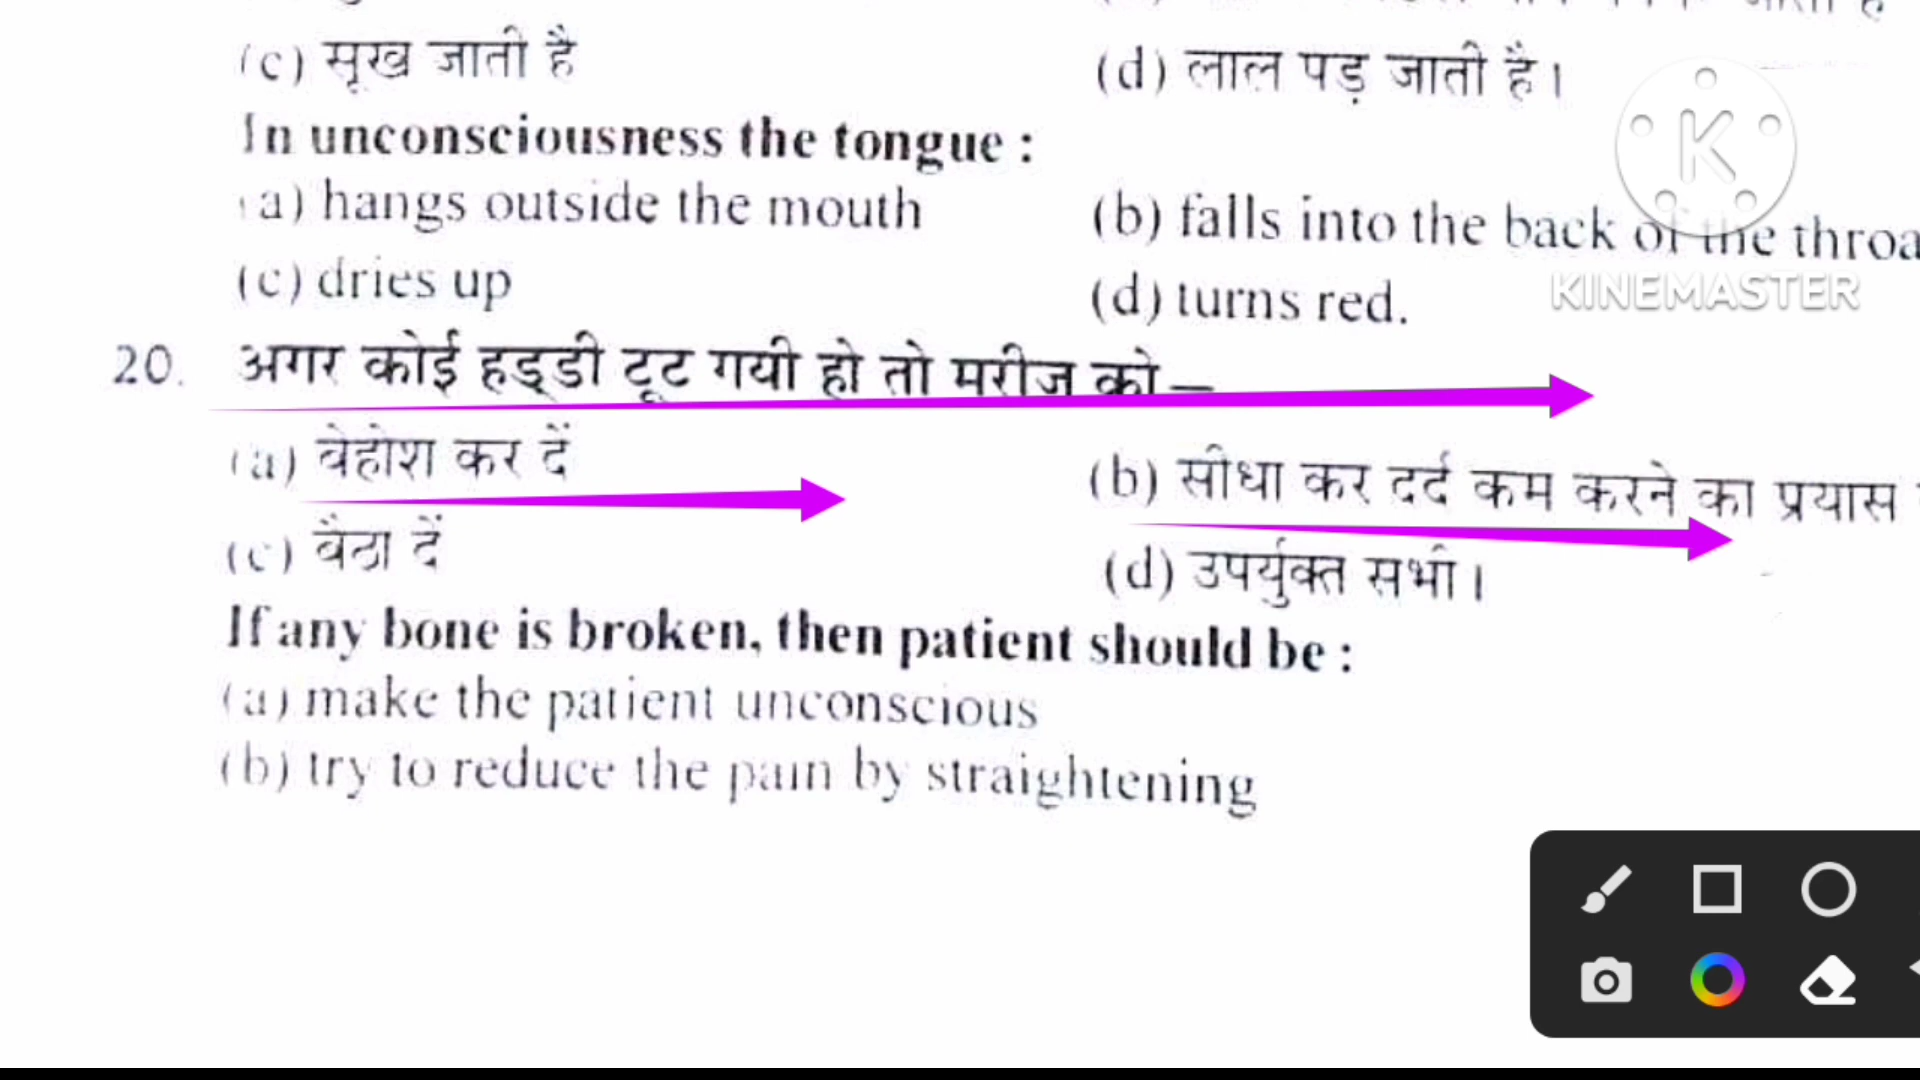 (c) सूख जाती है (d) लाल पड़ जाती है।
In unconsciousness the tongue :
(a) hangs outside the mouth (b) falls into the back of the
(c) dries up (d) turns red.
KINEMASTER
20. अगर कोई हड्डी टूट गयी हो तो मरीज को—
(a) बेहोश कर दें (b) सीधा कर दर्द कम करने का प्रयास
(c) बैठा दें (d) उपर्युक्त सभी।
If any bone is broken, then patient should be :
(a) make the patient unconscious
(b) try to reduce the pain by straightening